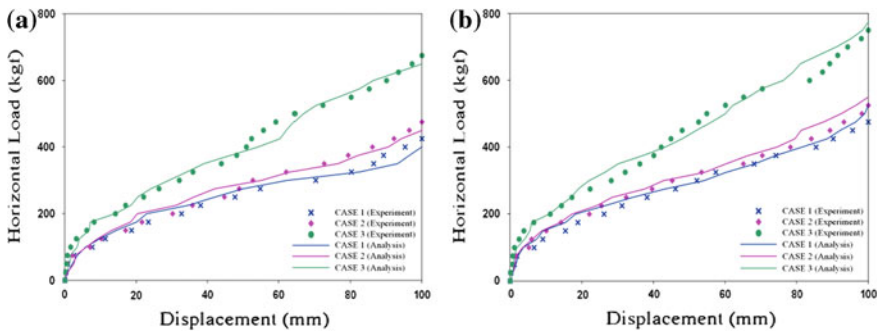 (a)
Horizontal Load (kgf)
800
600
400
200
0
0 20 40 60 80 100
Displacement (mm)
CASE 1 (Experiment)
CASE 2 (Experiment)
CASE 3 (Experiment)
CASE 1 (Analysis)
CASE 2 (Analysis)
CASE 3 (Analysis)
(b)
Horizontal Load (kgf)
800
600
400
200
0
0 20 40 60 80 100
Displacement (mm)
CASE 1 (Experiment)
CASE 2 (Experiment)
CASE 3 (Experiment)
CASE 1 (Analysis)
CASE 2 (Analysis)
CASE 3 (Analysis)